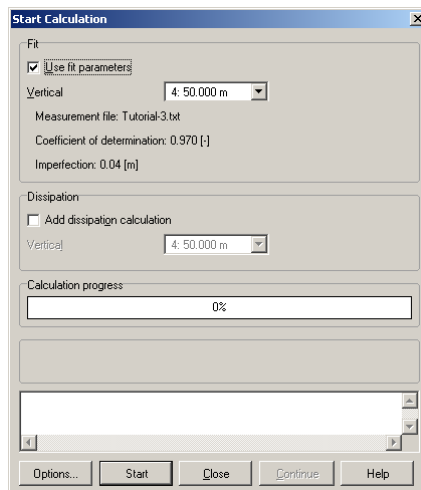 Start Calculation
Fit
Use fit parameters
Vertical 4: 50.000 m
Measurement file: Tutorial-3.txt
Coefficient of determination: 0.970 [-]
Imperfection: 0.04 [m]
Dissipation
Add dissipation calculation
Vertical 4: 50.000 m
Calculation progress
0%
Options... Start Close Continue Help